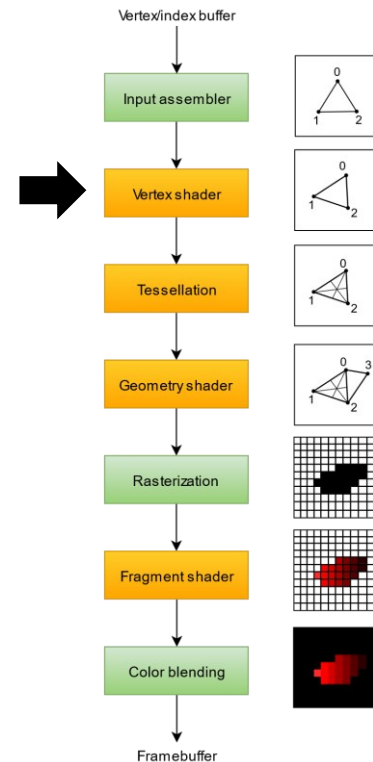 Vertex/index buffer
Input assembler
0
1 2
Vertex shader
0
1
2
Tessellation
0
1
2
Geometry shader
0 3
1
2
Rasterization
Fragment shader
Color blending
Framebuffer